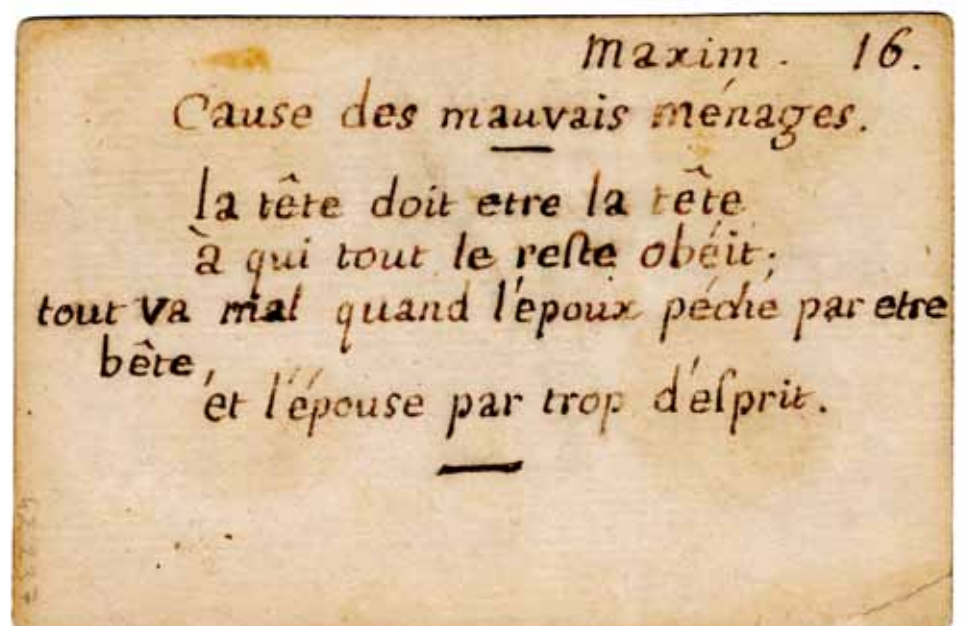 Maxim. 16.
Cause des mauvais ménages.
la tête doit etre la tête
à qui tout le reſte obéit;
tout va mal quand l'époux péche par etre
bête,
et l'épouse par trop d'eſprit.